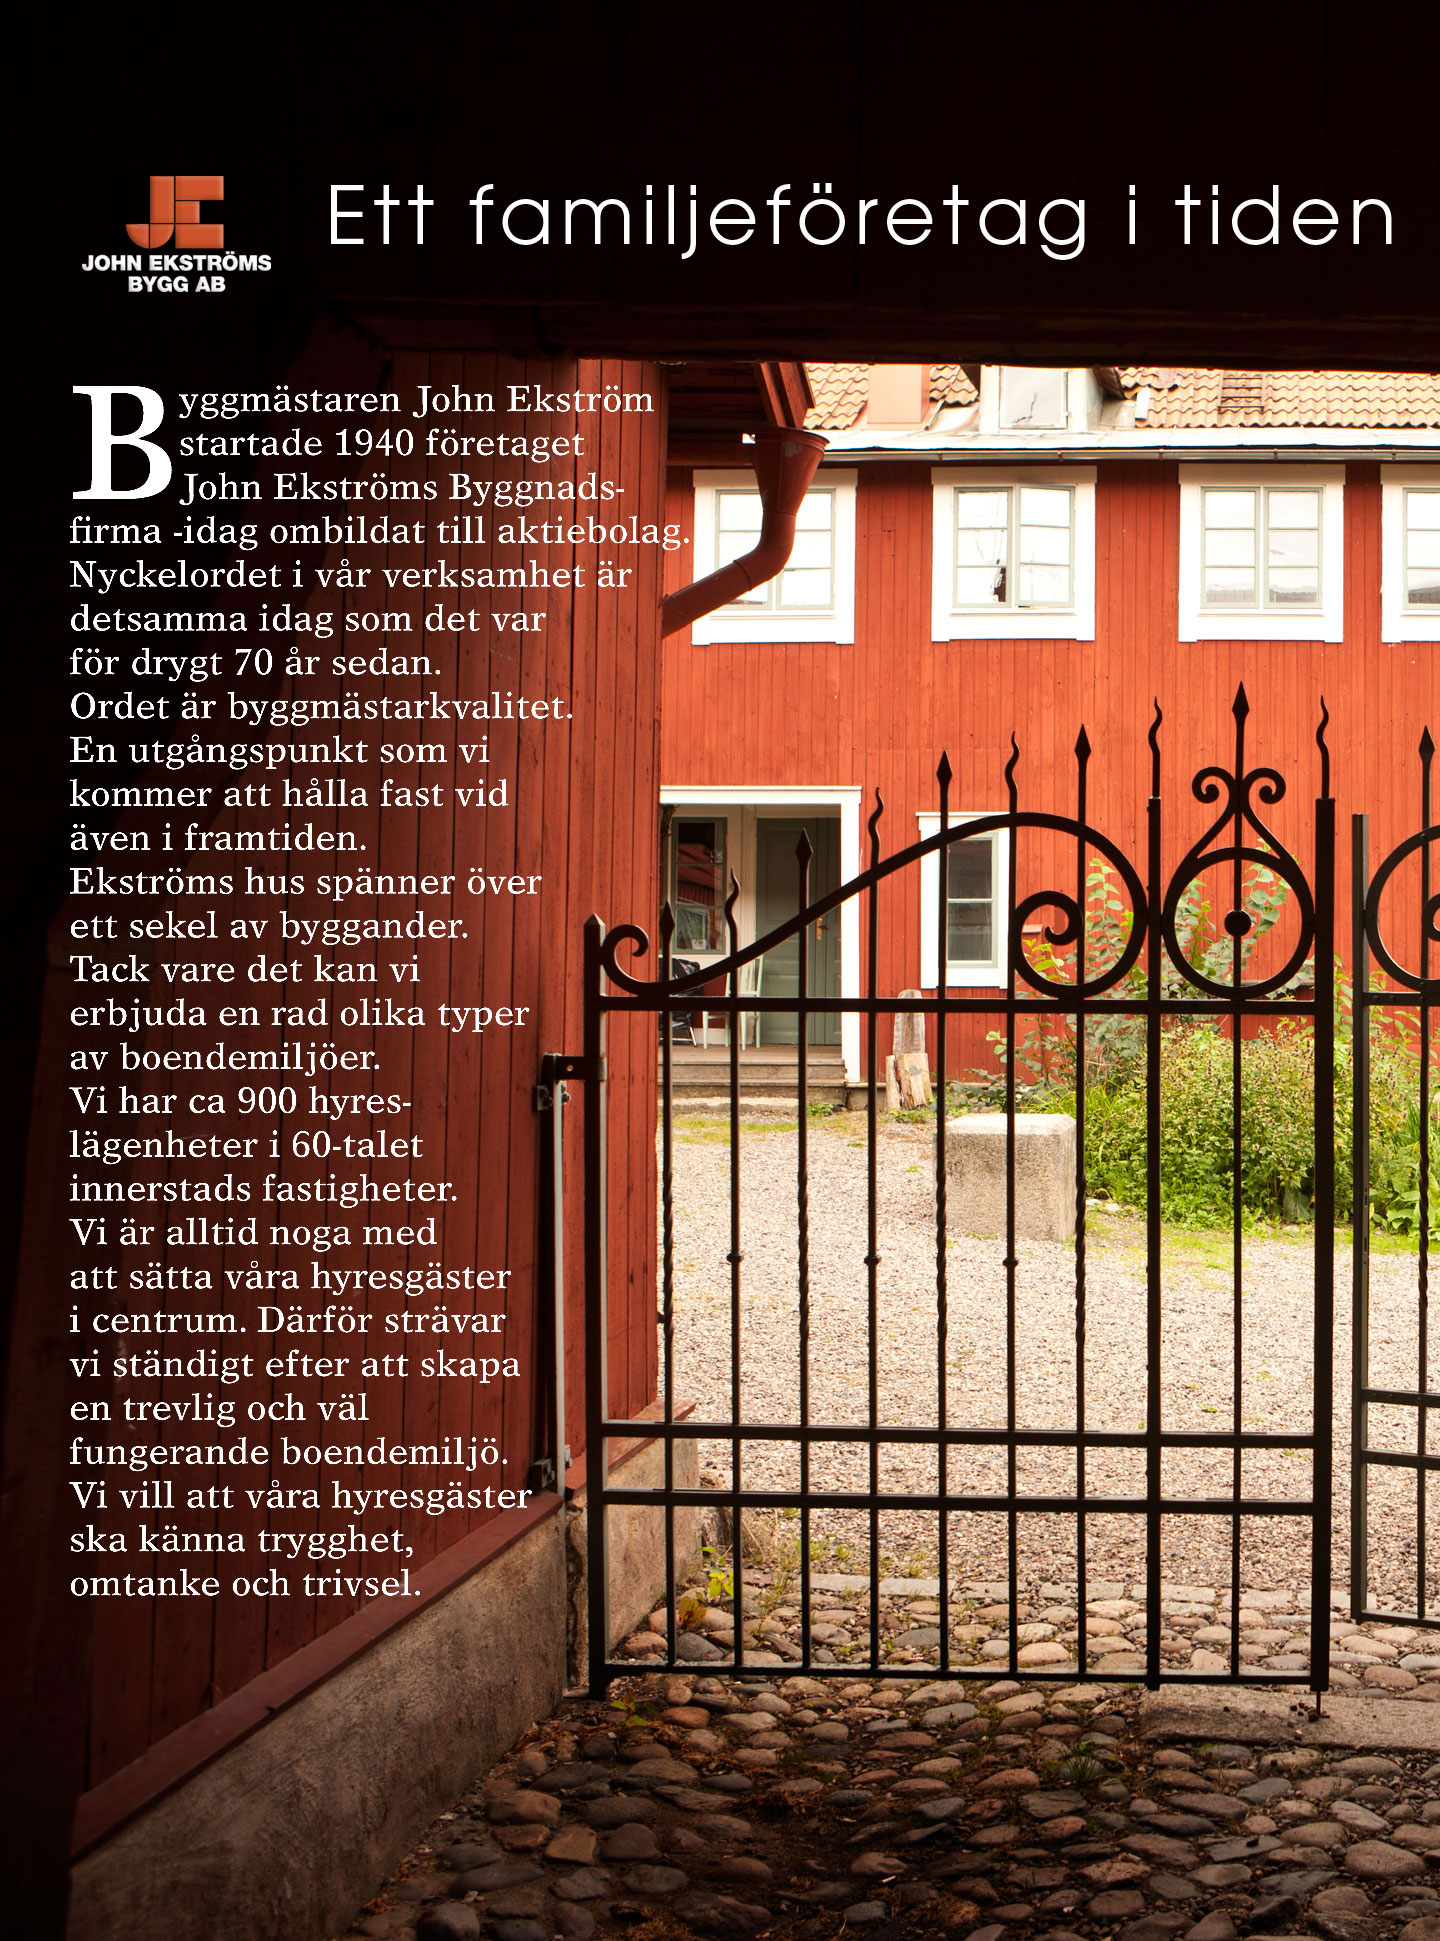 JOHN EKSTRÖMS
BYGG AB
Ett familjeföretag i tiden
Byggmästaren John Ekström
startade 1940 företaget
John Ekströms Byggnads-
firma -idag ombildat till aktiebolag.
Nyckelordet i vår verksamhet är
detsamma idag som det var
för drygt 70 år sedan.
Ordet är byggmästarkvalitet.
En utgångspunkt som vi
kommer att hålla fast vid
även i framtiden.
Ekströms hus spänner över
ett sekel av byggander.
Tack vare det kan vi
erbjuda en rad olika typer
av boendemiljöer.
Vi har ca 900 hyres-
lägenheter i 60-talet
innerstads fastigheter.
Vi är alltid noga med
att sätta våra hyresgäster
i centrum. Därför strävar
vi ständigt efter att skapa
en trevlig och väl
fungerande boendemiljö.
Vi vill att våra hyresgäster
ska känna trygghet,
omtanke och trivsel.